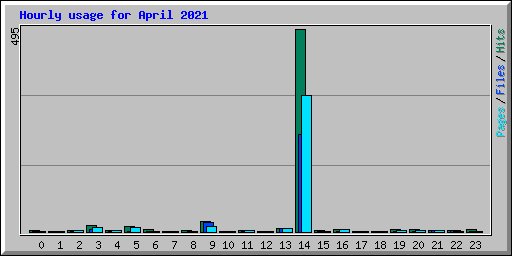 Hourly usage for April 2021
495
Pages/Files/Hits
0 1 2 3 4 5 6 7 8 9 10 11 12 13 14 15 16 17 18 19 20 21 22 23